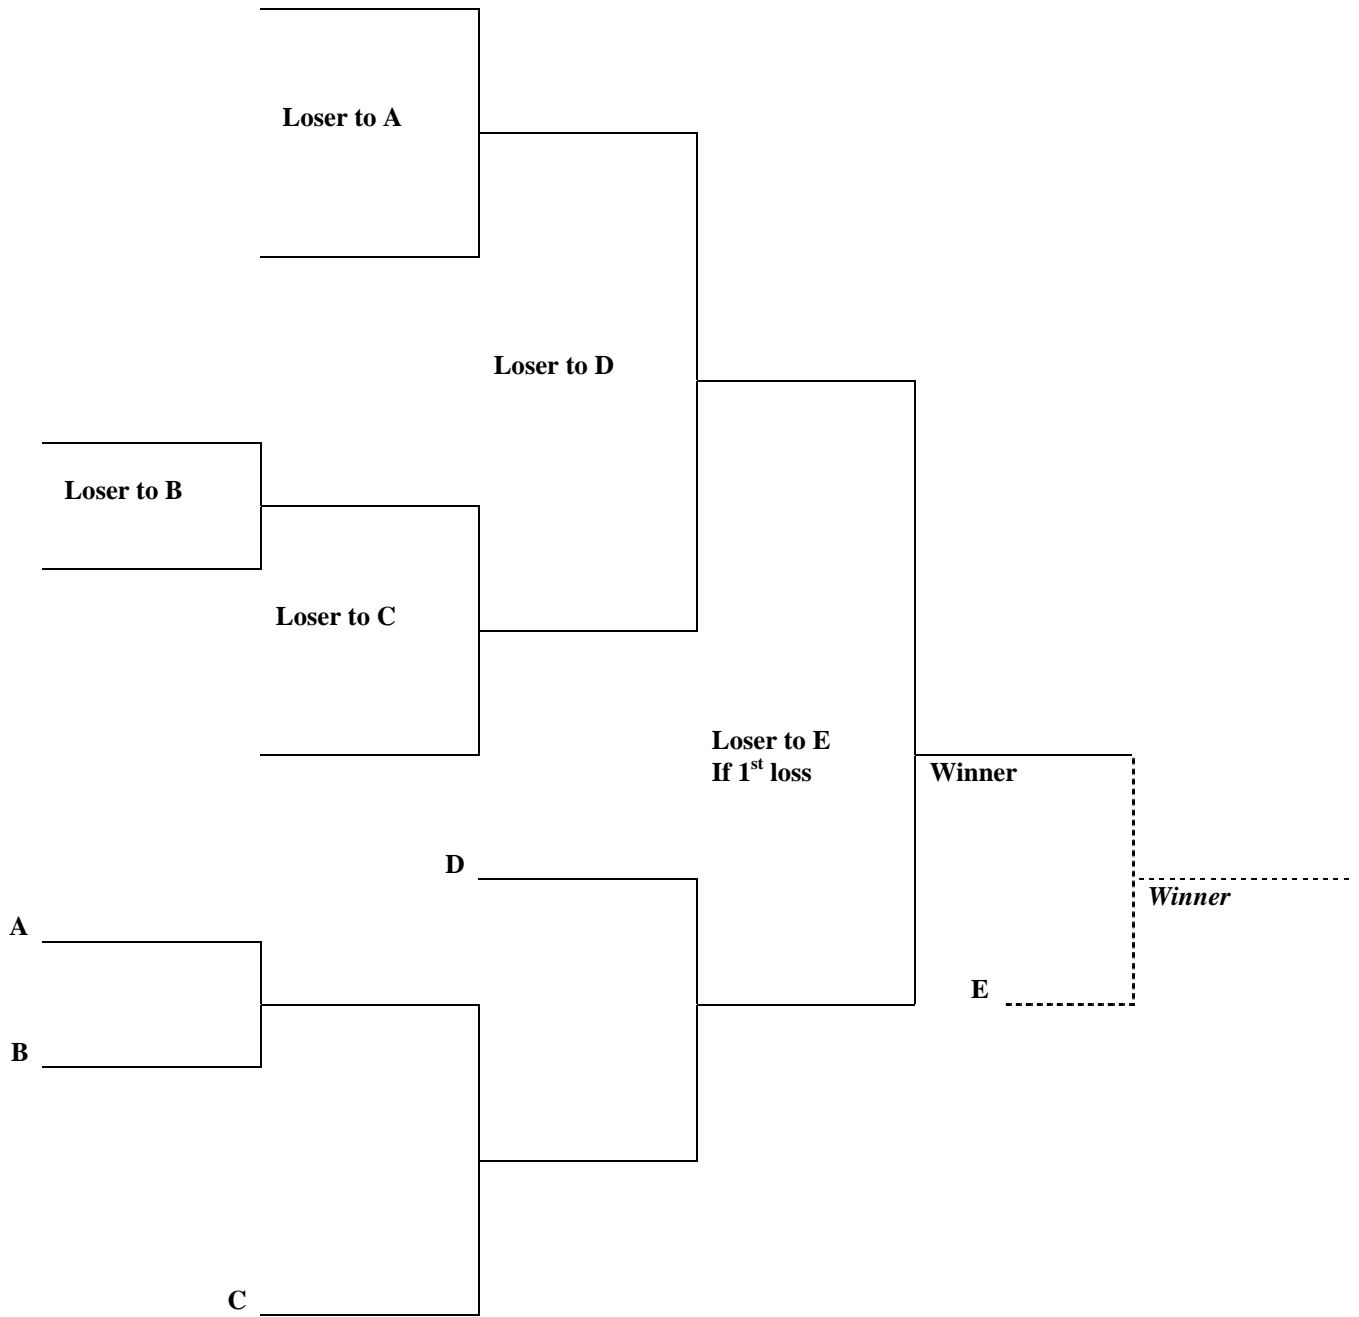 Loser to A
Loser to D
Loser to B
Loser to C
Loser to E
If 1st loss
Winner
D
Winner
A
E
B
C